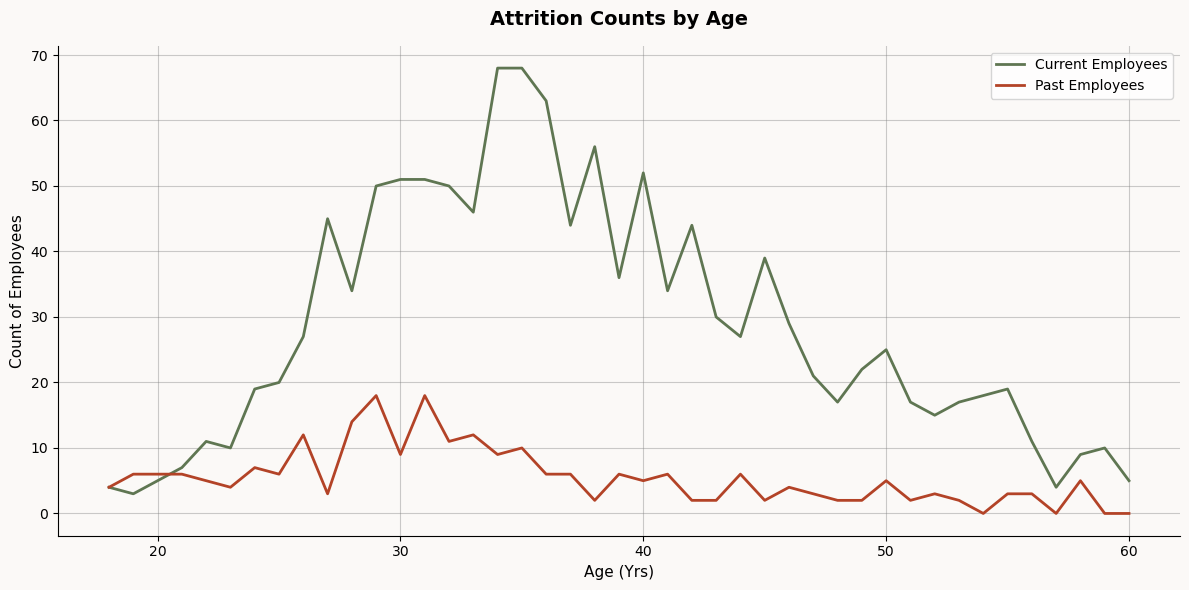 Attrition Counts by Age
Current Employees
Past Employees
Count of Employees
70
60
50
40
30
20
10
0
20
30
40
50
60
Age (Yrs)